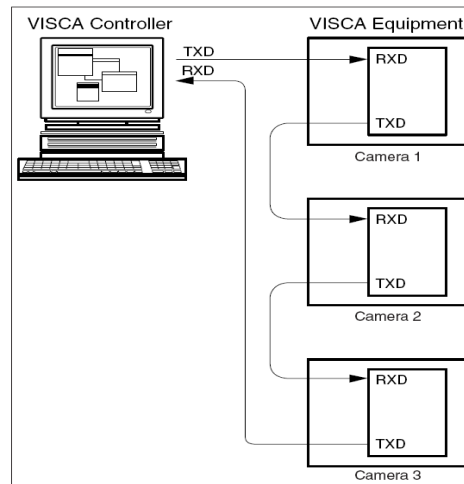 VISCA Controller
VISCA Equipment
TXD
RXD
RXD
TXD
Camera 1
RXD
TXD
Camera 2
RXD
TXD
Camera 3